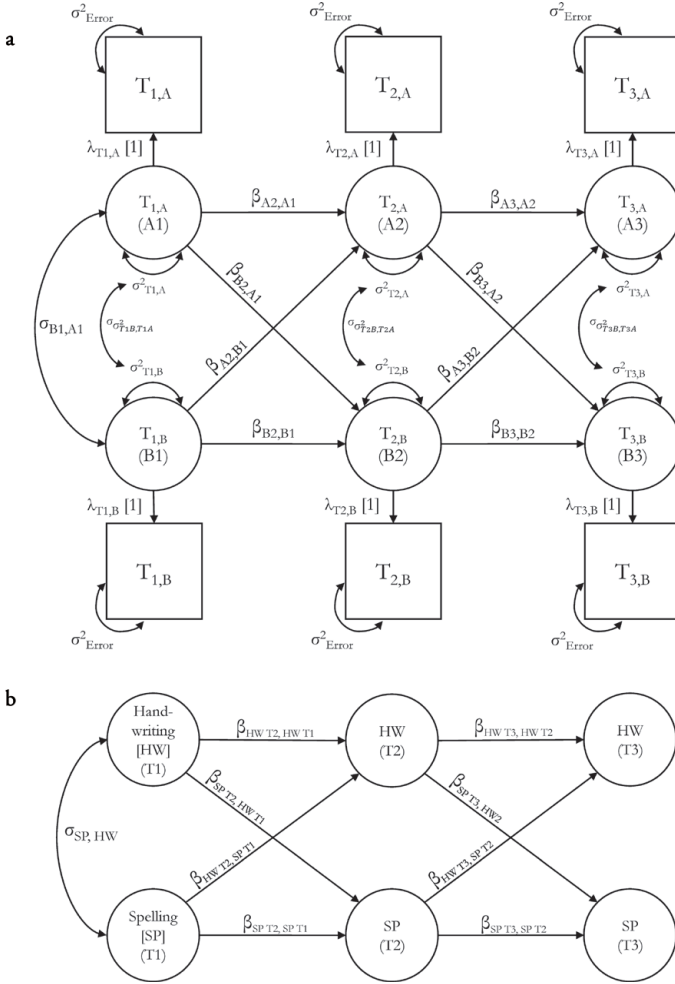 a
σ²Error σ²Error σ²Error
T1,A T2,A T3,A
λT1,A [1] λT2,A [1] λT3,A [1]
T1,A T2,A T3,A
(A1) (A2) (A3)
βA2,A1 βA3,A2
σ²T1,A σ²T2,A σ²T3,A
βB2,A1 βB3,A2
σB1,A1
σσ²T1B,T1A σσ²T2B,T2A σσ²T3B,T3A
βA2,B1 βA3,B2
σ²T1,B σ²T2,B σ²T3,B
T1,B T2,B T3,B
(B1) (B2) (B3)
βB2,B1 βB3,B2
λT1,B [1] λT2,B [1] λT3,B [1]
T1,B T2,B T3,B
σ²Error σ²Error σ²Error
b
Hand-
writing
[HW]
(T1)
βHW T2, HW T1
HW
(T2)
βHW T3, HW T2
HW
(T3)
βSP T2, HW T1 βSP T3, HW2
σSP, HW
βHW T2, SP T1 βHW T3, SP T2
Spelling
[SP]
(T1)
βSP T2, SP T1
SP
(T2)
βSP T3, SP T2
SP
(T3)